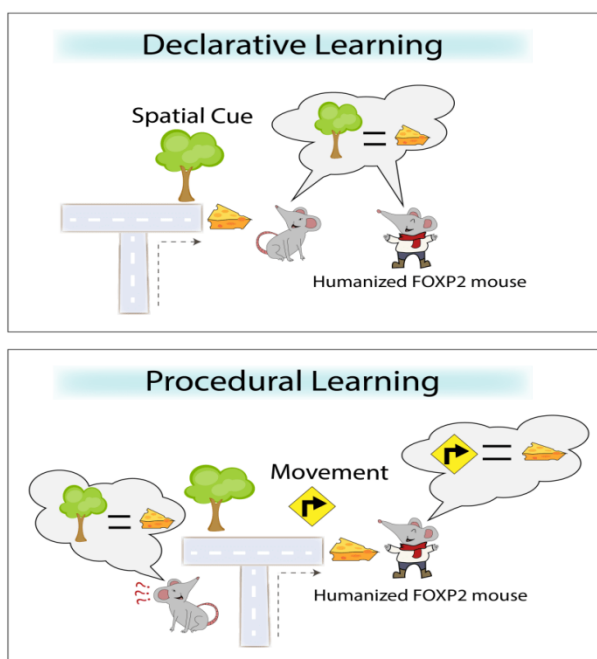 Declarative Learning
Spatial Cue
=
Humanized FOXP2 mouse
Procedural Learning
=
Movement
=
???
Humanized FOXP2 mouse